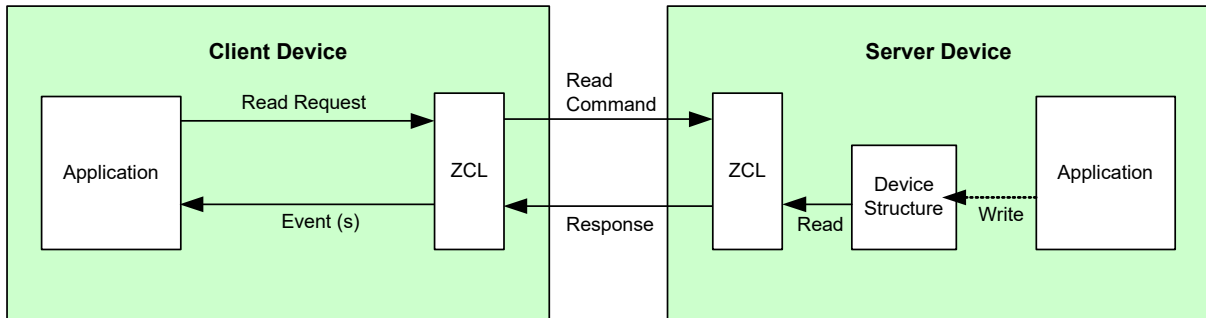 Client Device
Server Device
Read Request
Read
Command
Application
ZCL
ZCL
Device
Structure
Application
Event (s)
Response
Read
Write